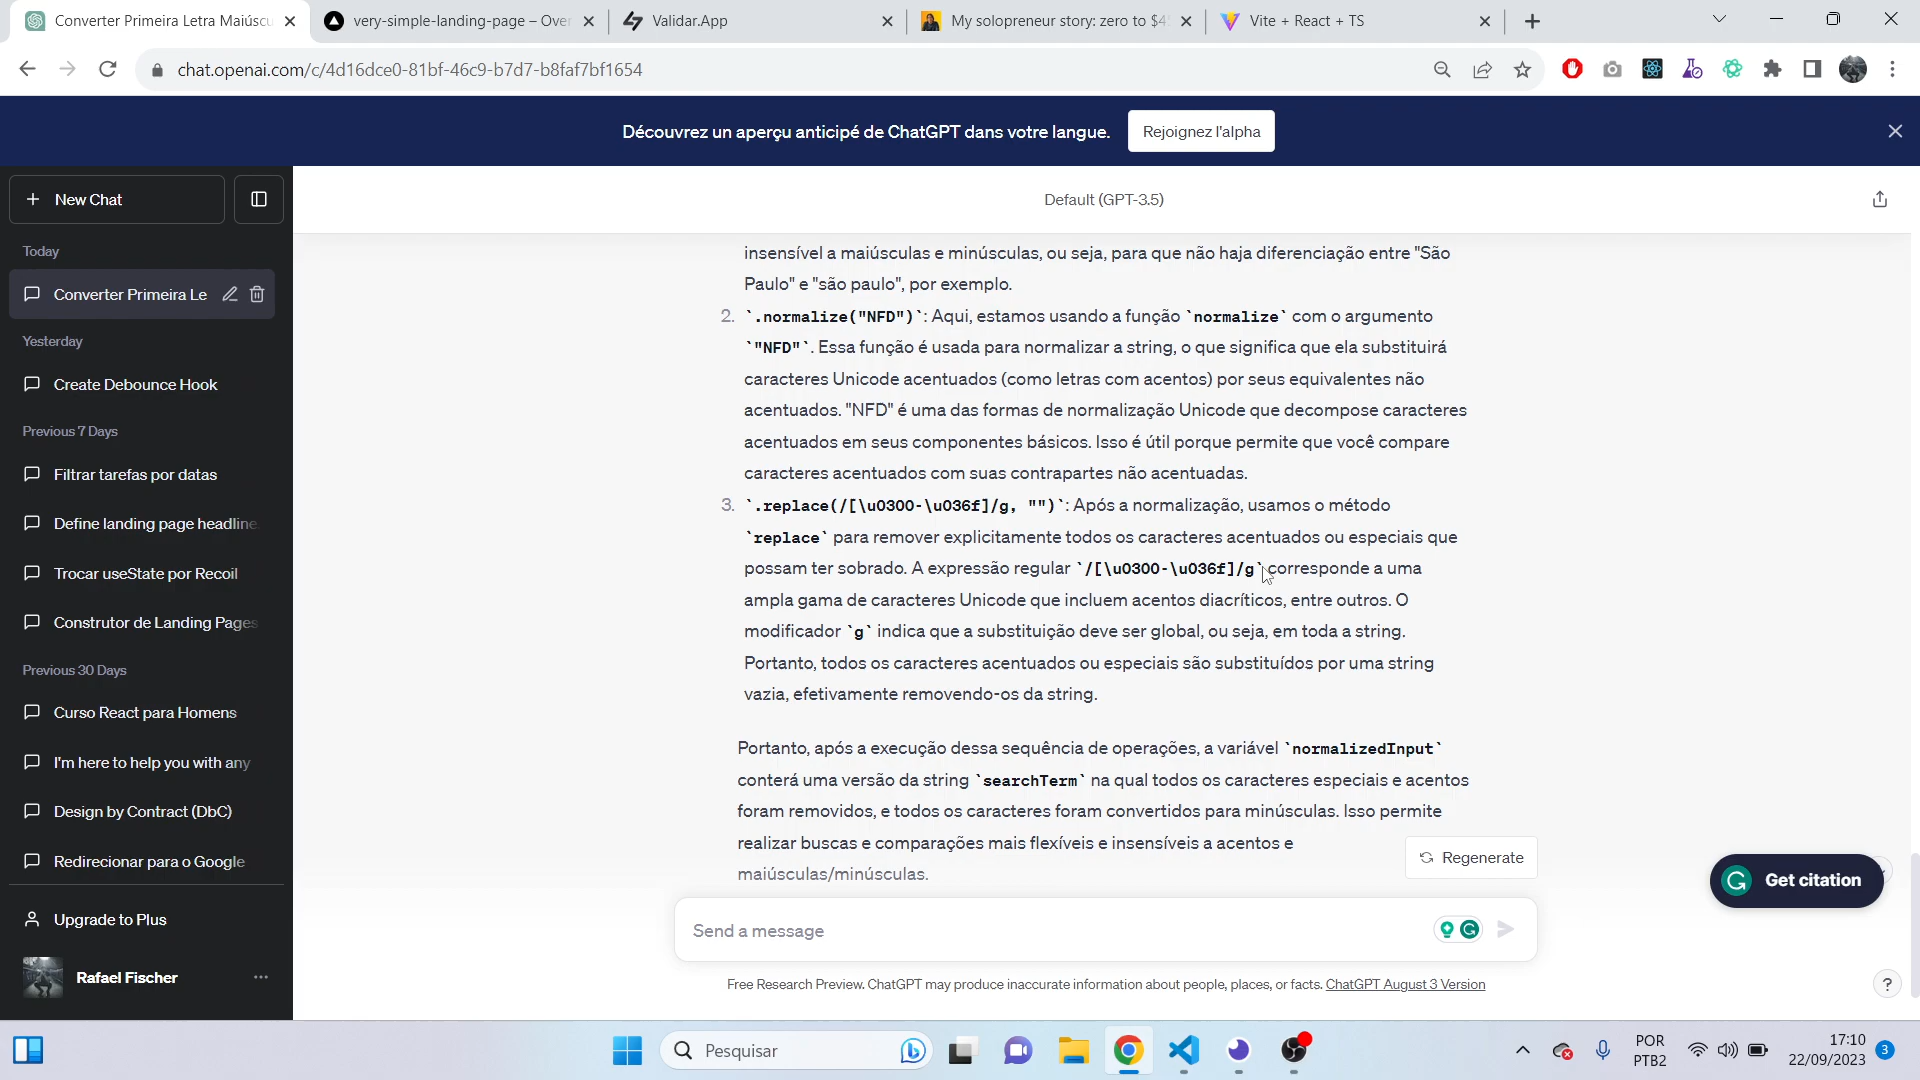 Converter Primeira Letra Maiúscu
very-simple-landing-page – Over
Validar.App
My solopreneur story: zero to $45
Vite + React + TS
chat.openai.com/c/4d16dce0-81bf-46c9-b7d7-b8faf7bf1654
Découvrez un aperçu anticipé de ChatGPT dans votre langue.
Rejoignez l'alpha
New Chat
Default (GPT-3.5)
Today
Converter Primeira Le
Yesterday
Create Debounce Hook
Previous 7 Days
Filtrar tarefas por datas
Define landing page headline
Trocar useState por Recoil
Construtor de Landing Pages
Previous 30 Days
Curso React para Homens
I'm here to help you with any
Design by Contract (DbC)
Redirecionar para o Google
Upgrade to Plus
Rafael Fischer
insensível a maiúsculas e minúsculas, ou seja, para que não haja diferenciação entre "São
Paulo" e "são paulo", por exemplo.
2. `.normalize("NFD")`: Aqui, estamos usando a função `normalize` com o argumento
`"NFD"`. Essa função é usada para normalizar a string, o que significa que ela substituirá
caracteres Unicode acentuados (como letras com acentos) por seus equivalentes não
acentuados. "NFD" é uma das formas de normalização Unicode que decompose caracteres
acentuados em seus componentes básicos. Isso é útil porque permite que você compare
caracteres acentuados com suas contrapartes não acentuadas.
3. `.replace(/[\u0300-\u036f]/g, "")`: Após a normalização, usamos o método
`replace` para remover explicitamente todos os caracteres acentuados ou especiais que
possam ter sobrado. A expressão regular `/[\u0300-\u036f]/g` corresponde a uma
ampla gama de caracteres Unicode que incluem acentos diacríticos, entre outros. O
modificador `g` indica que a substituição deve ser global, ou seja, em toda a string.
Portanto, todos os caracteres acentuados ou especiais são substituídos por uma string
vazia, efetivamente removendo-os da string.
Portanto, após a execução dessa sequência de operações, a variável `normalizedInput`
conterá uma versão da string `searchTerm` na qual todos os caracteres especiais e acentos
foram removidos, e todos os caracteres foram convertidos para minúsculas. Isso permite
realizar buscas e comparações mais flexíveis e insensíveis a acentos e
maiúsculas/minúsculas.
Regenerate
Get citation
Send a message
Free Research Preview. ChatGPT may produce inaccurate information about people, places, or facts. ChatGPT August 3 Version
?
Pesquisar
POR
PTB2
17:10
22/09/2023
3